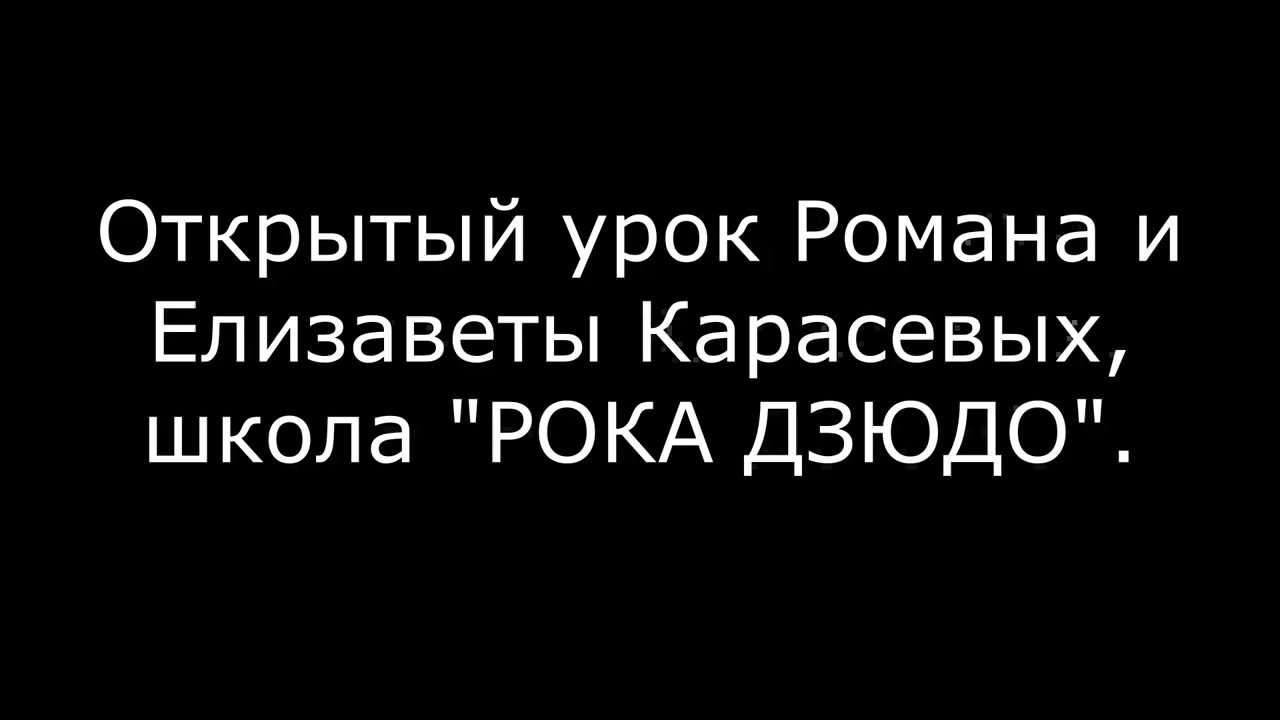 Открытый урок Романа и
Елизаветы Карасевых,
школа "РОКА ДЗЮДО".